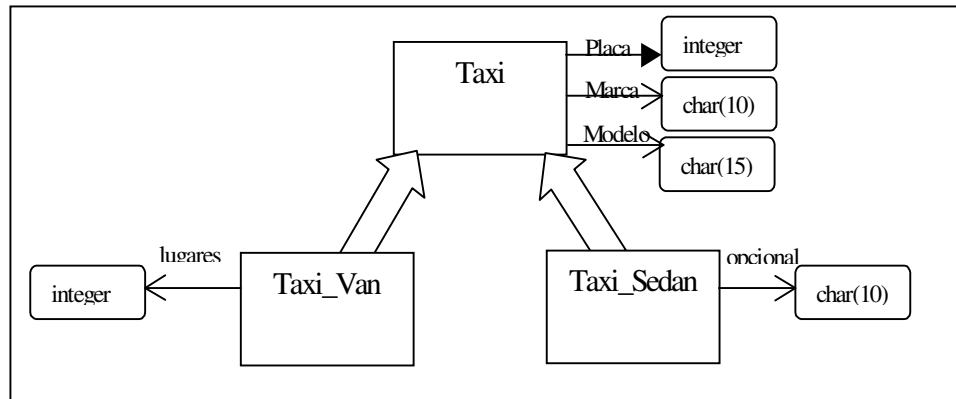 Taxi
Placa
integer
Marca
char(10)
Modelo
char(15)
lugares
integer
Taxi_Van
Taxi_Sedan
opcional
char(10)